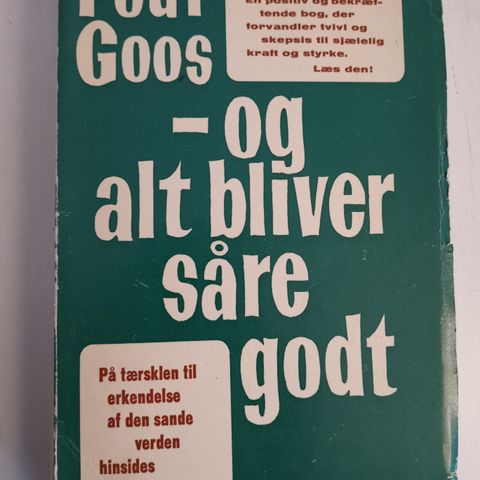 Poul
Goos
En positiv og bekræf-
tende bog, der
forvandler tvivl og
skepsis til sjælelig
kraft og styrke.
Læs den!
– og
alt bliver
såre
godt
På tærsklen til
erkendelse
af den sande
verden
hinsides